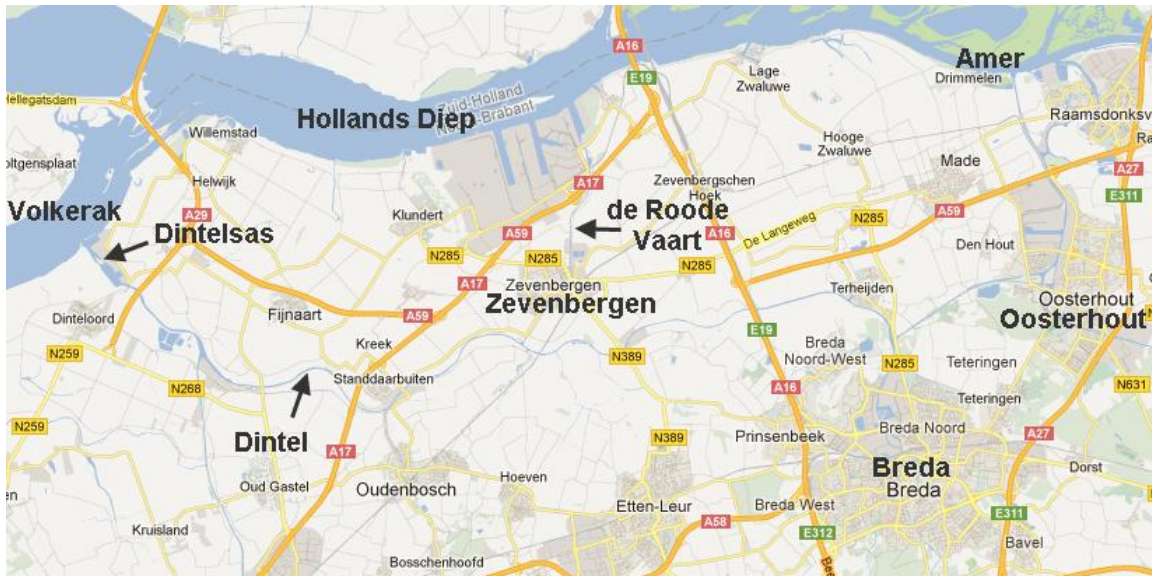 A16
E19
Amer
Drimmelen
Lage
Zwaluwe
Hellegatsdam
Hollands Diep
Zuid-Holland
Noord-Brabant
Willemstad
Raamsdonksv
Hooge
Zwaluwe
Made
A27
E311
oltgensplaat
Helwijk
A17
Zevenbergschen
Hoek
Volkerak
A29
Klundert
de Roode
Vaart
A59
A16
De Langeweg
N285
A59
Dintelsas
N285
N285
N285
Den Hout
A17
Zevenbergen
Zevenbergen
Terheijden
Oosterhout
Oosterhout
Dinteloord
Fijnaart
A59
E19
Kreek
Breda
Noord-West
N259
N389
N285
Teteringen
N268
Standdaarbuiten
A16
N631
Teteringen
N259
Dintel
N389
Prinsenbeek
Breda Noord
A27
A17
Breda
Dorst
Oud Gastel
Oudenbosch
Hoeven
Breda
en
Etten-Leur
Breda West
E311
Kruisland
A58
E312
Bavel
Bosschenhoofd